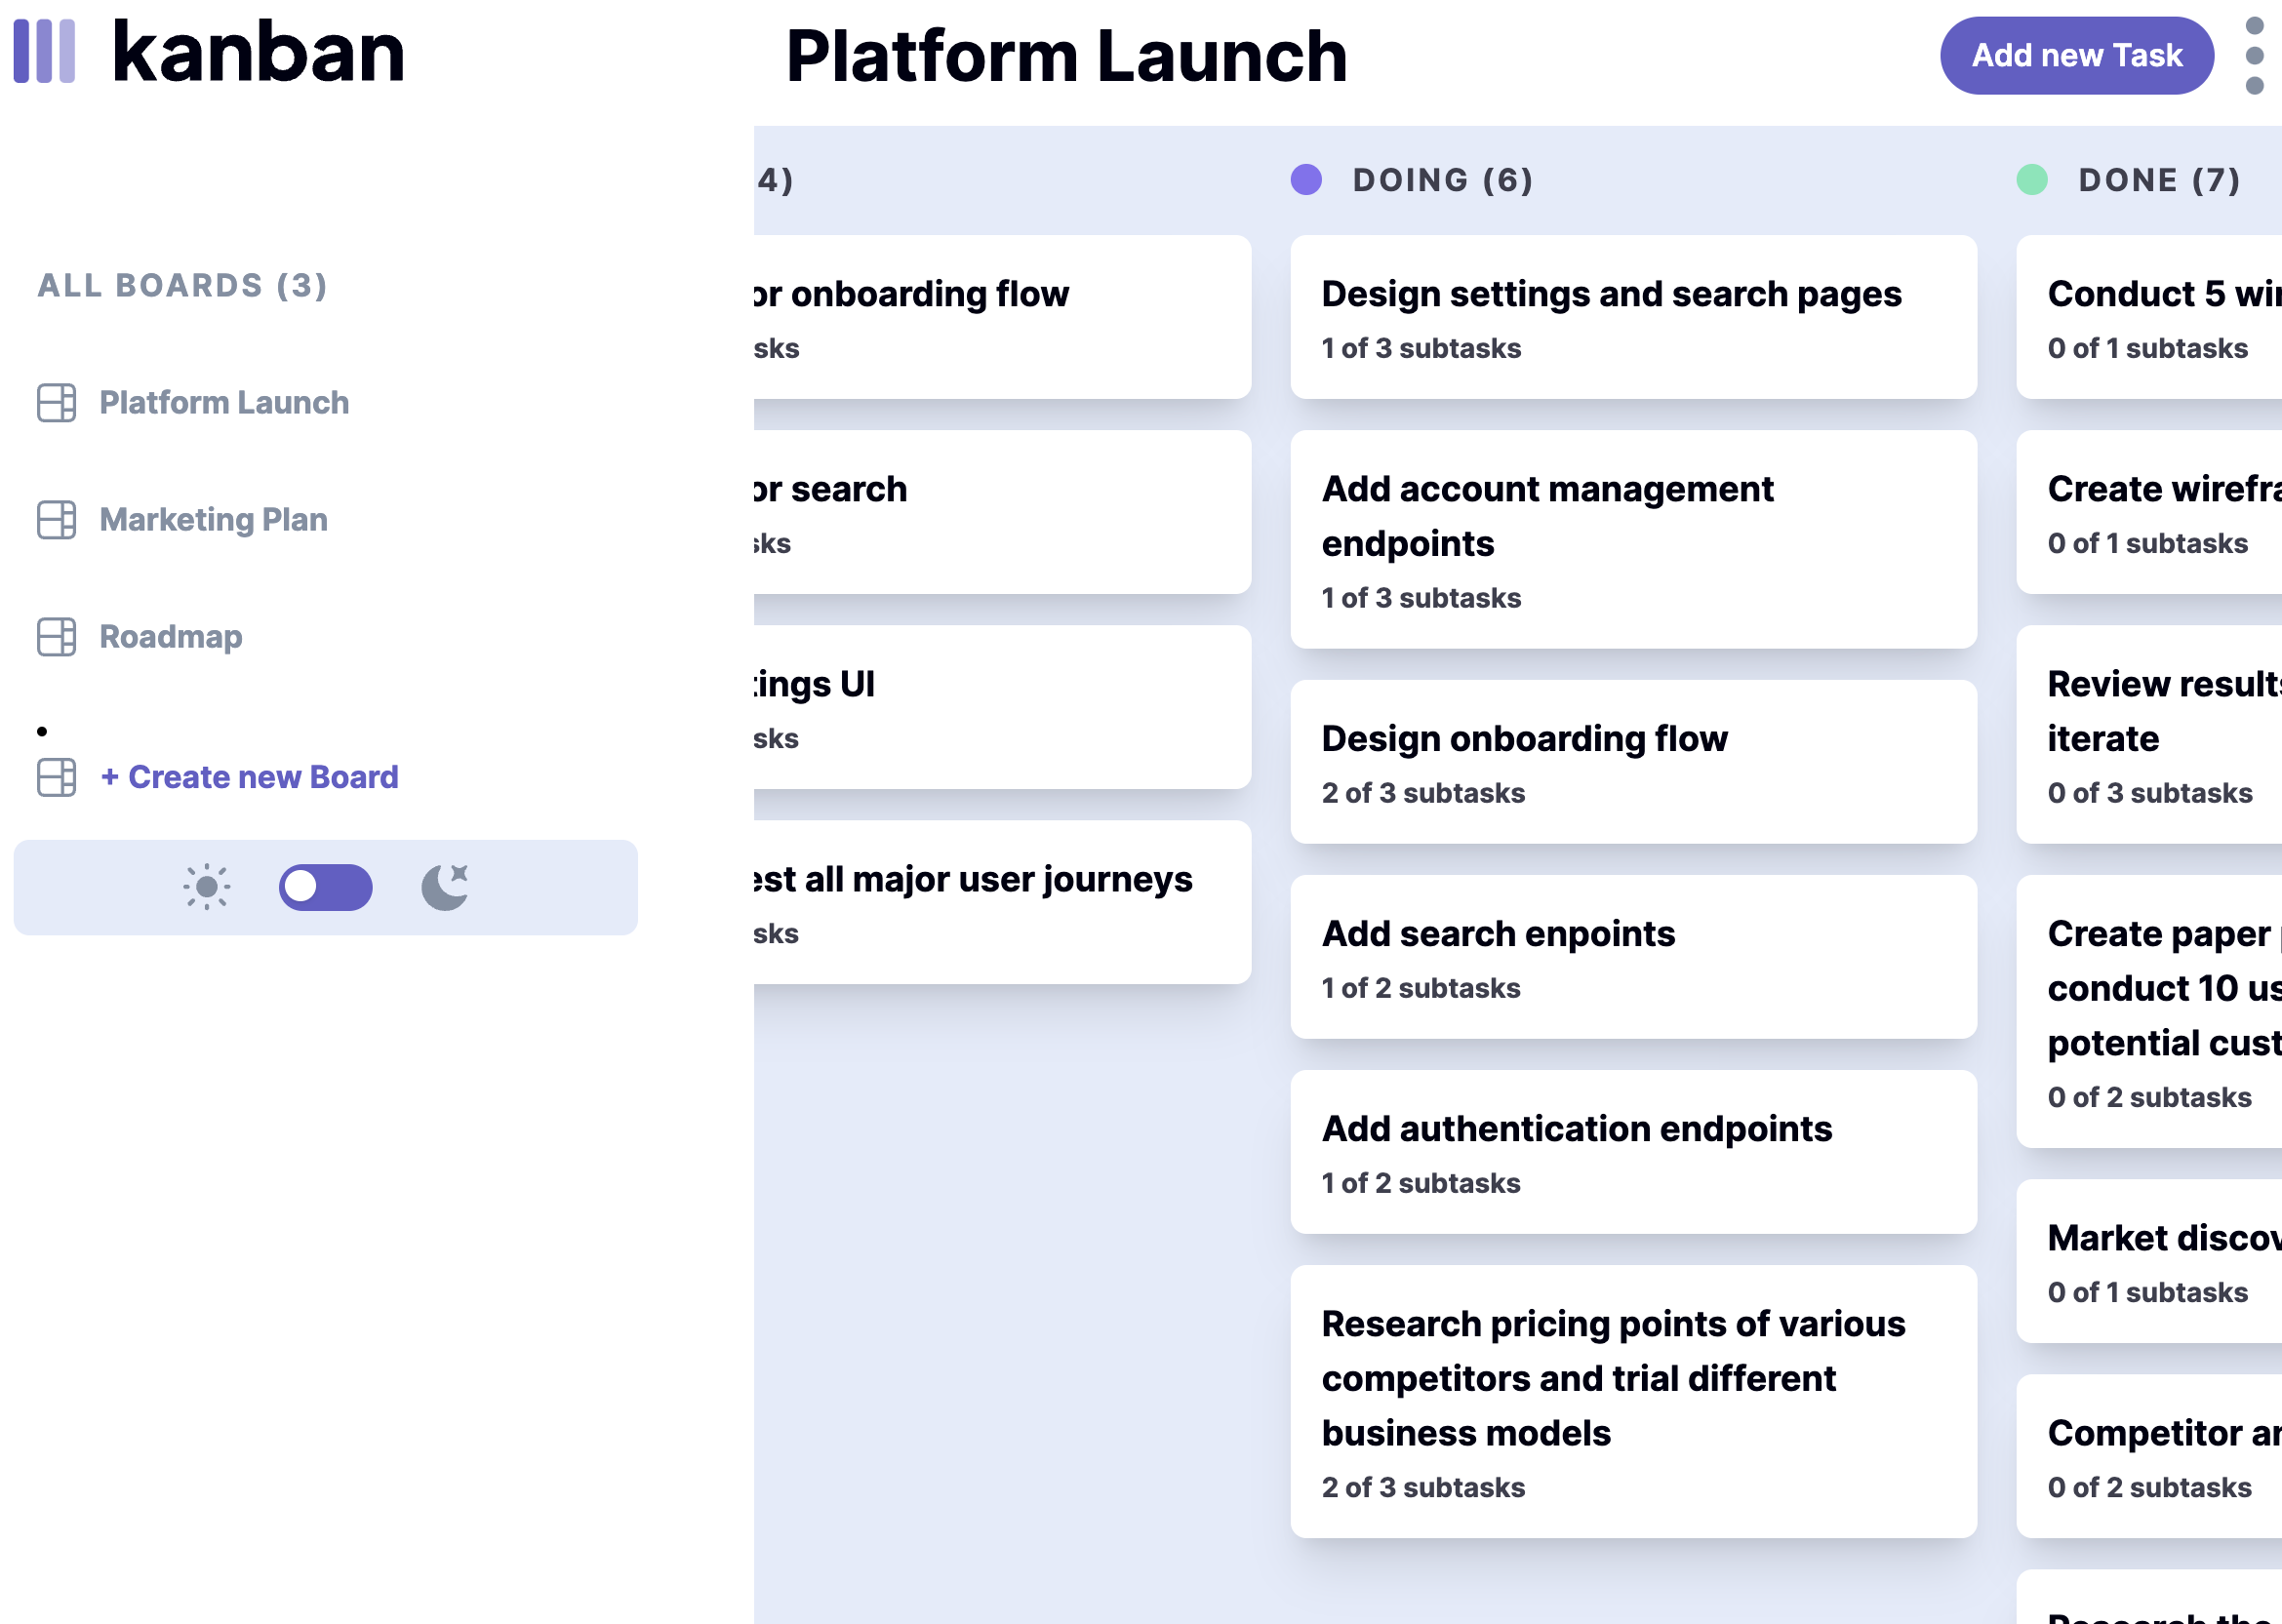 kanban
Platform Launch
Add new Task
ALL BOARDS (3)
Platform Launch
Marketing Plan
Roadmap
+ Create new Board
4)
or onboarding flow
sks
or search
sks
ings UI
sks
est all major user journeys
sks
DOING (6)
Design settings and search pages
1 of 3 subtasks
Add account management
endpoints
1 of 3 subtasks
Design onboarding flow
2 of 3 subtasks
Add search enpoints
1 of 2 subtasks
Add authentication endpoints
1 of 2 subtasks
Research pricing points of various
competitors and trial different
business models
2 of 3 subtasks
DONE (7)
Conduct 5 wi
0 of 1 subtasks
Create wirefra
0 of 1 subtasks
Review results
iterate
0 of 3 subtasks
Create paper
conduct 10 us
potential cust
0 of 2 subtasks
Market discov
0 of 1 subtasks
Competitor an
0 of 2 subtasks
Research the